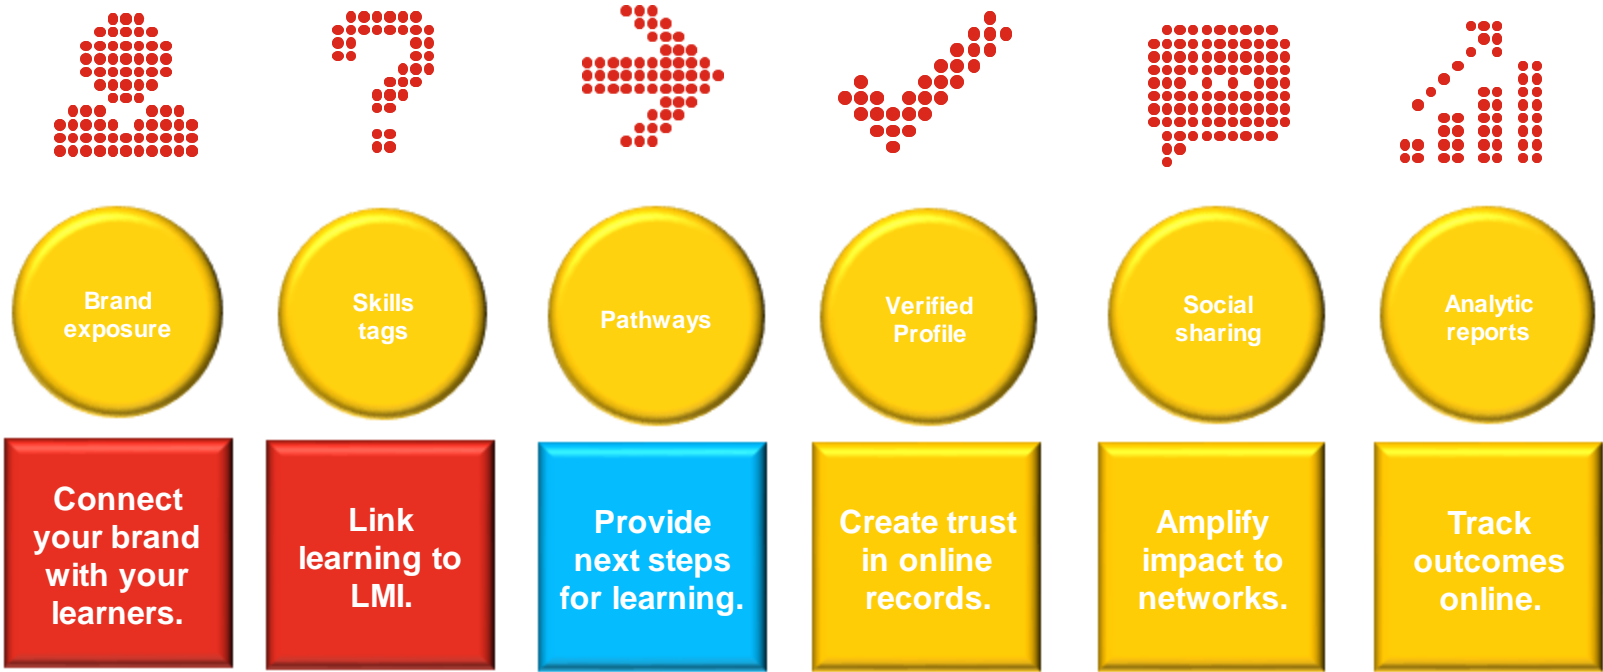 Brand
exposure
Skills
tags
Pathways
Verified
Profile
Social
sharing
Analytic
reports
Connect
your brand
with your
learners.
Link
learning to
LMI.
Provide
next steps
for learning.
Create trust
in online
records.
Amplify
impact to
networks.
Track
outcomes
online.